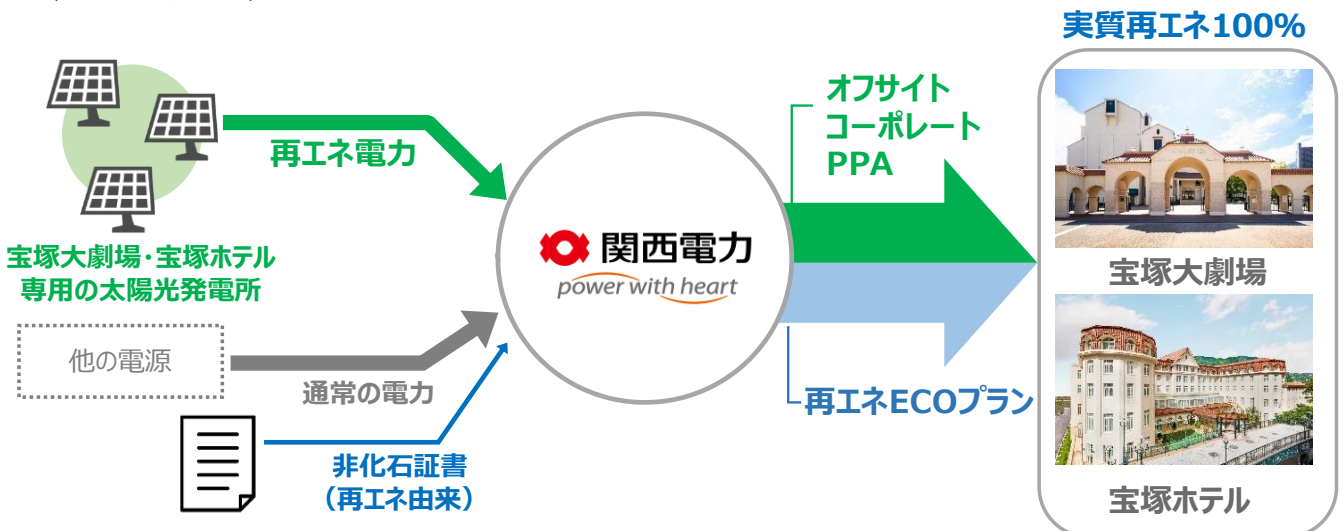 実質再エネ100%
オフサイト
コーポレート
PPA
再エネ電力
宝塚大劇場・宝塚ホテル
専用の太陽光発電所
関西電力
power with heart
宝塚大劇場
他の電源
通常の電力
再エネECOプラン
非化石証書
（再エネ由来）
宝塚ホテル